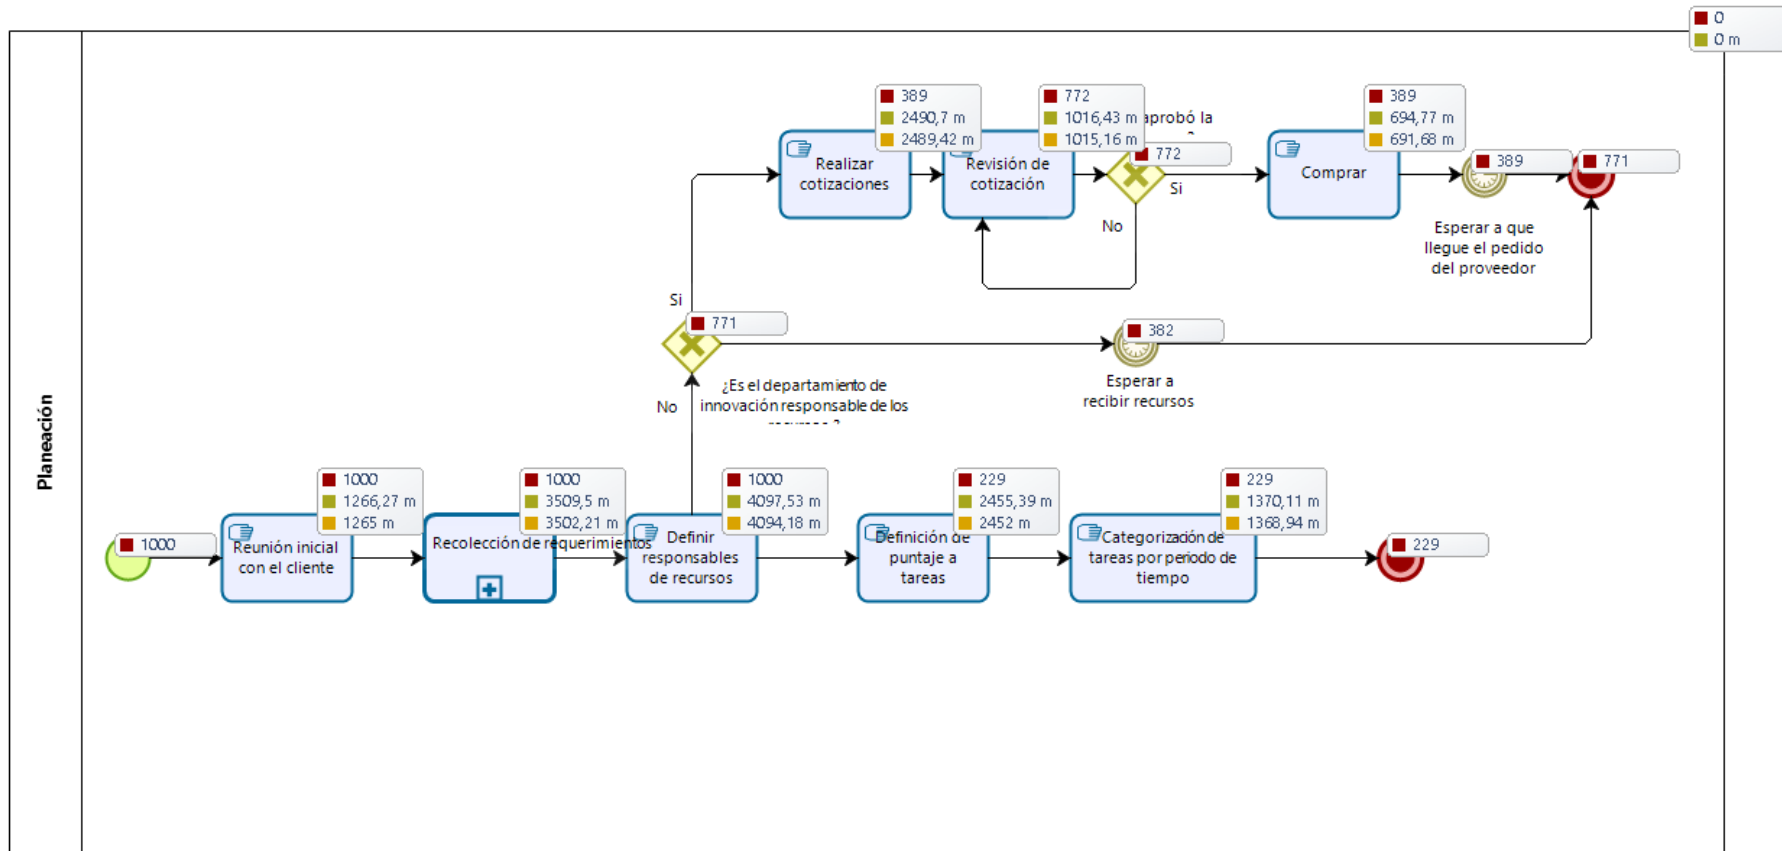 0
0 m
Planeación
389
2490,7 m
2489,42 m
Realizar
cotizaciones
772
1016,43 m
1015,16 m
Revisión de
cotización
aprobó la
772
Si
No
389
694,77 m
691,68 m
Comprar
389
771
Esperar a que
llegue el pedido
del proveedor
Si
771
¿Es el departamiento de
innovación responsable de los
No
382
Esperar a
recibir recursos
1000
1000
1266,27 m
1265 m
Reunión inicial
con el cliente
1000
3509,5 m
3502,21 m
Recolección de requerimientos
1000
4097,53 m
4094,18 m
Definir
responsables
de recursos
229
2455,39 m
2452 m
Definición de
puntaje a
tareas
229
1370,11 m
1368,94 m
Categorización de
tareas por periodo de
tiempo
229